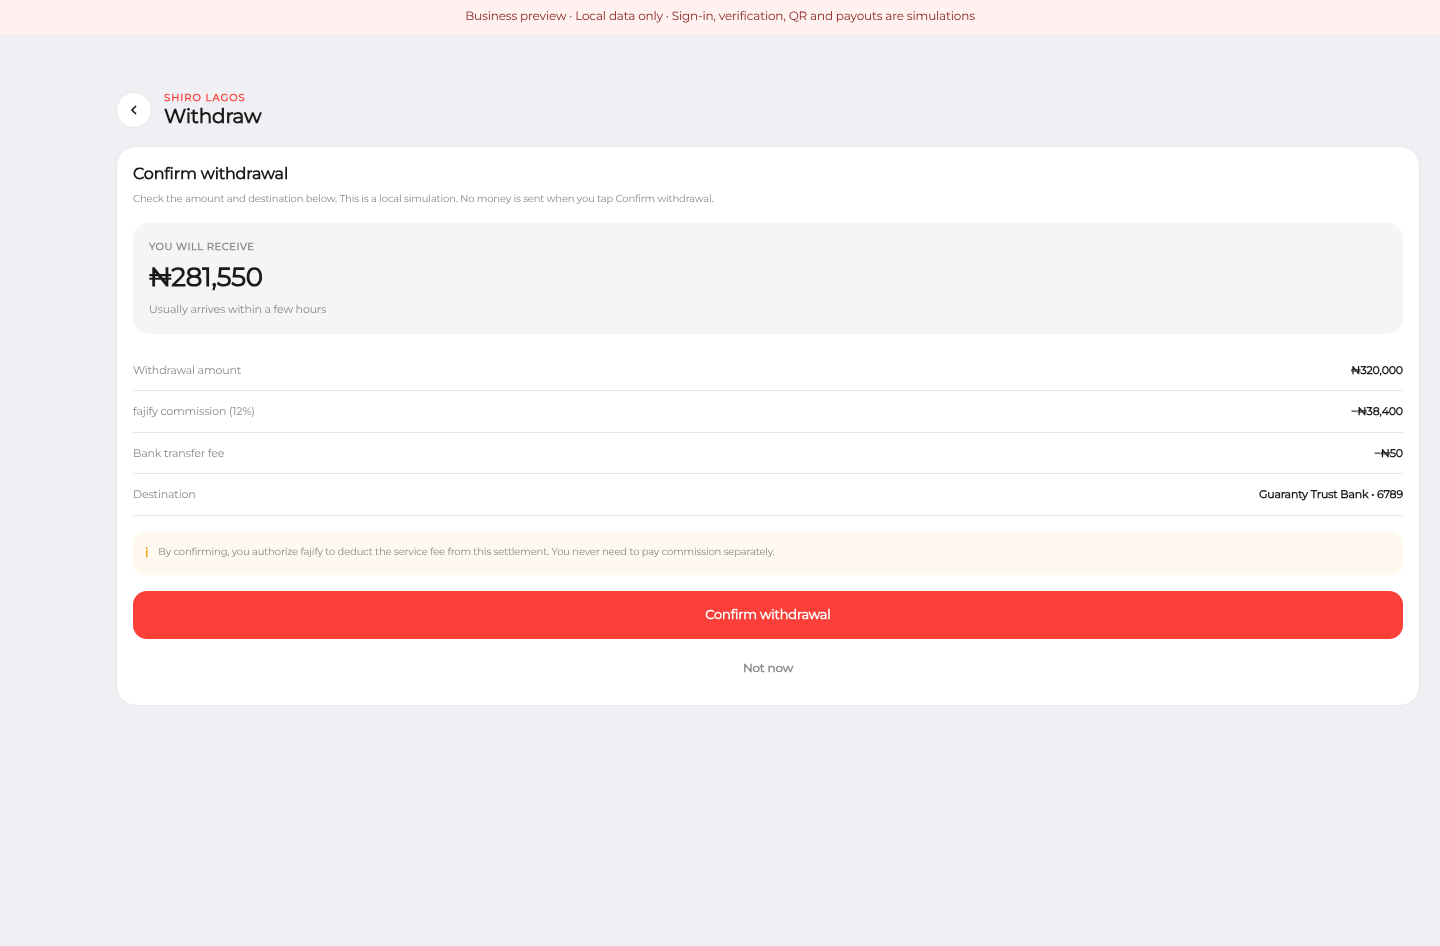 Business preview · Local data only · Sign-in, verification, QR and payouts are simulations
SHIRO LAGOS
Withdraw
Confirm withdrawal
Check the amount and destination below. This is a local simulation. No money is sent when you tap Confirm withdrawal.
YOU WILL RECEIVE
₦281,550
Usually arrives within a few hours
Withdrawal amount ₦320,000
fajify commission (12%) −₦38,400
Bank transfer fee −₦50
Destination Guaranty Trust Bank • 6789
i By confirming, you authorize fajify to deduct the service fee from this settlement. You never need to pay commission separately.
Confirm withdrawal
Not now